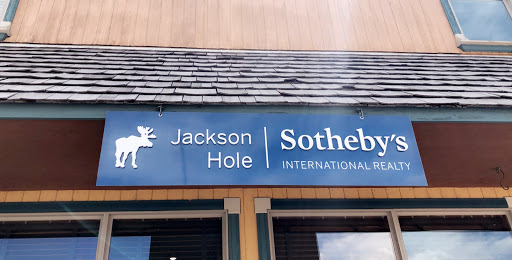 Jackson
Hole
Sotheby's
INTERNATIONAL REALTY